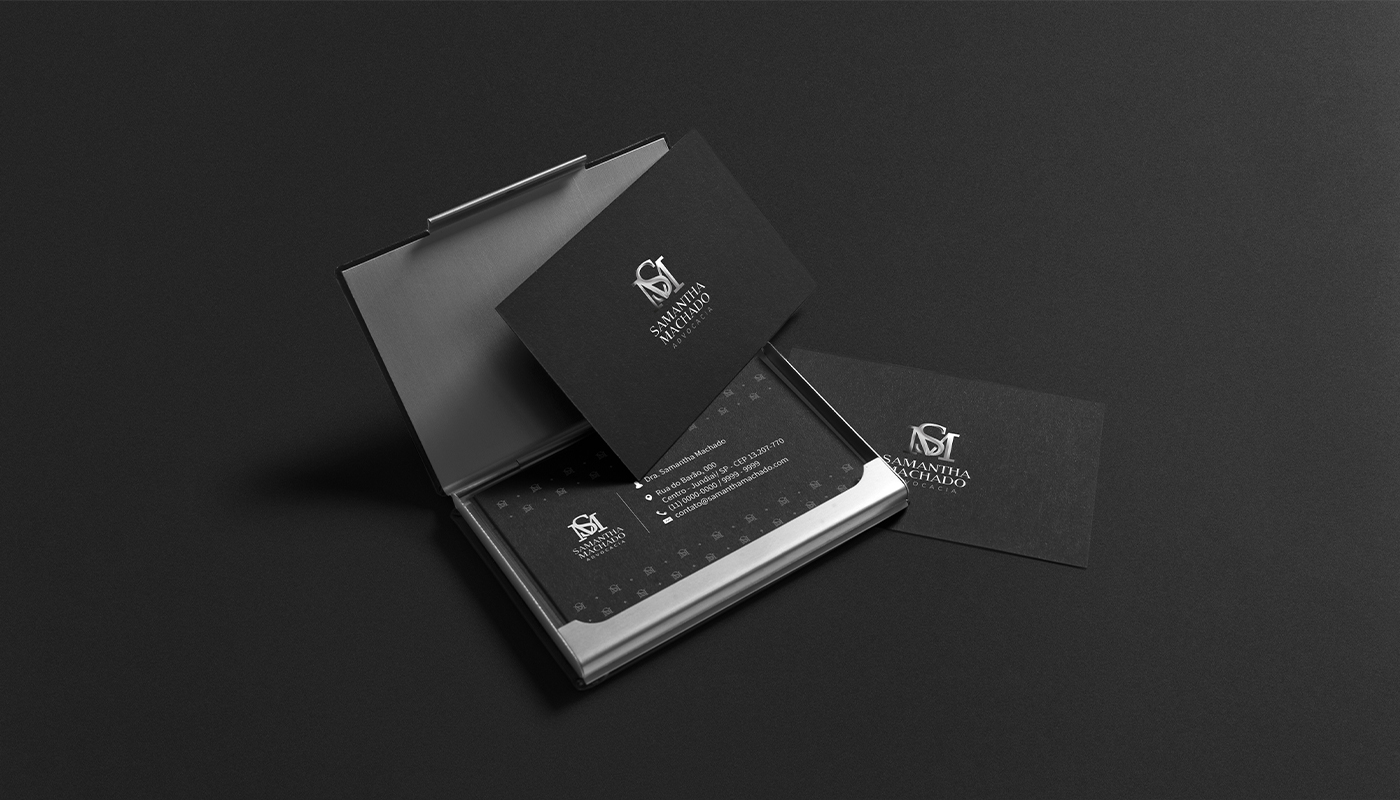 SM
SAMANTHA
MACHADO
ADVOCACIA
Dra. Samantha Machado
Rua do Barão, 000
Centro - Jundiaí/ SP - CEP 13.207-770
(11) 0000-0000 / 9999 - 9999
contato@samanthamachado.com
SM
SAMANTHA
MACHADO
ADVOCACIA
SM
SAMANTHA
MACHADO
ADVOCACIA